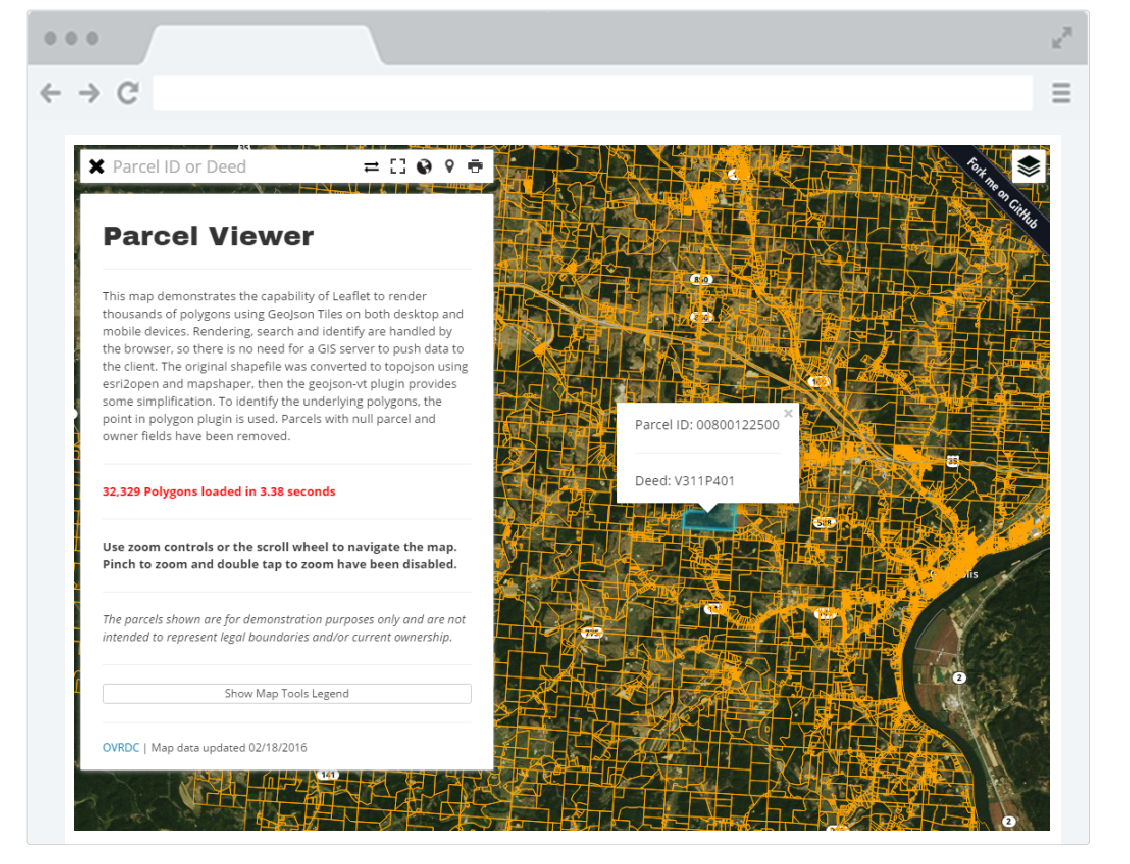 Parcel ID or Deed
Fork me on GitHub
Parcel Viewer
This map demonstrates the capability of Leaflet to render
thousands of polygons using GeoJson Tiles on both desktop and
mobile devices. Rendering, search and identify are handled by
the browser, so there is no need for a GIS server to push data to
the client. The original shapefile was converted to topojson using
esri2open and mapshaper, then the geojson-vt plugin provides
some simplification. To identify the underlying polygons, the
point in polygon plugin is used. Parcels with null parcel and
owner fields have been removed.
32,329 Polygons loaded in 3.38 seconds
Use zoom controls or the scroll wheel to navigate the map.
Pinch to zoom and double tap to zoom have been disabled.
The parcels shown are for demonstration purposes only and are not
intended to represent legal boundaries and/or current ownership.
Show Map Tools Legend
OVRDC | Map data updated 02/18/2016
Parcel ID: 00800122500
Deed: V311P401
35
588
141
2
2